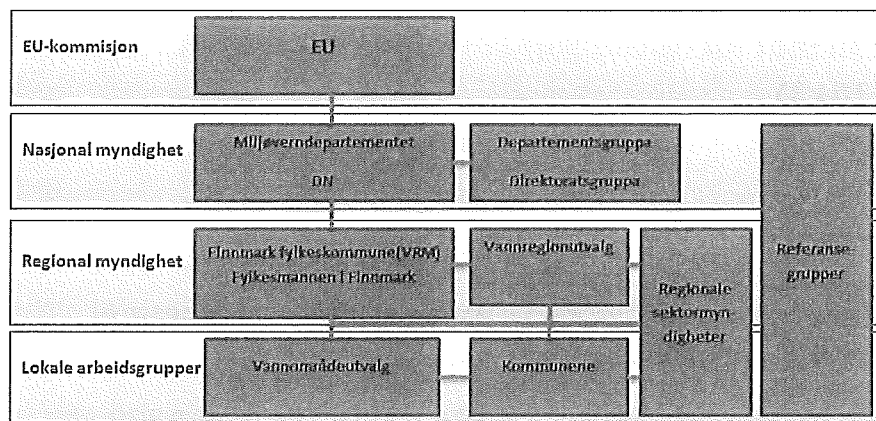 EU-kommisjon
EU
Nasjonal myndighet
Miljøverndepartementet
DN
Departementsgruppa
Direktoratsgruppa
Regional myndighet
Finnmark fylkeskommune(VRM)
Fylkesmannen i Finnmark
Vannregionutvalg
Regionale
sektormyn-
digheter
Referanse-
grupper
Lokale arbeidsgrupper
Vannområdeutvalg
Kommunene